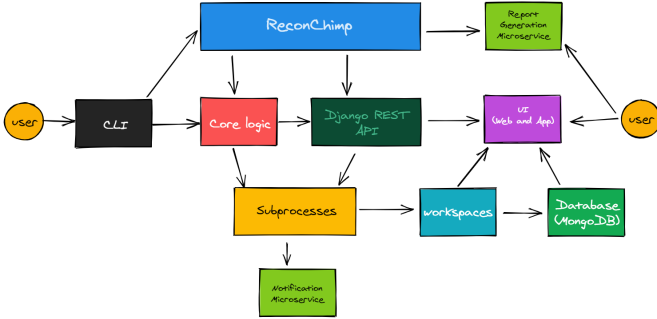 ReconChimp
Report
Generation
Microservice
user
CLI
Core logic
Django REST
API
UI
(Web and App)
user
Subprocesses
workspaces
Database
(MongoDB)
Notification
Microservice